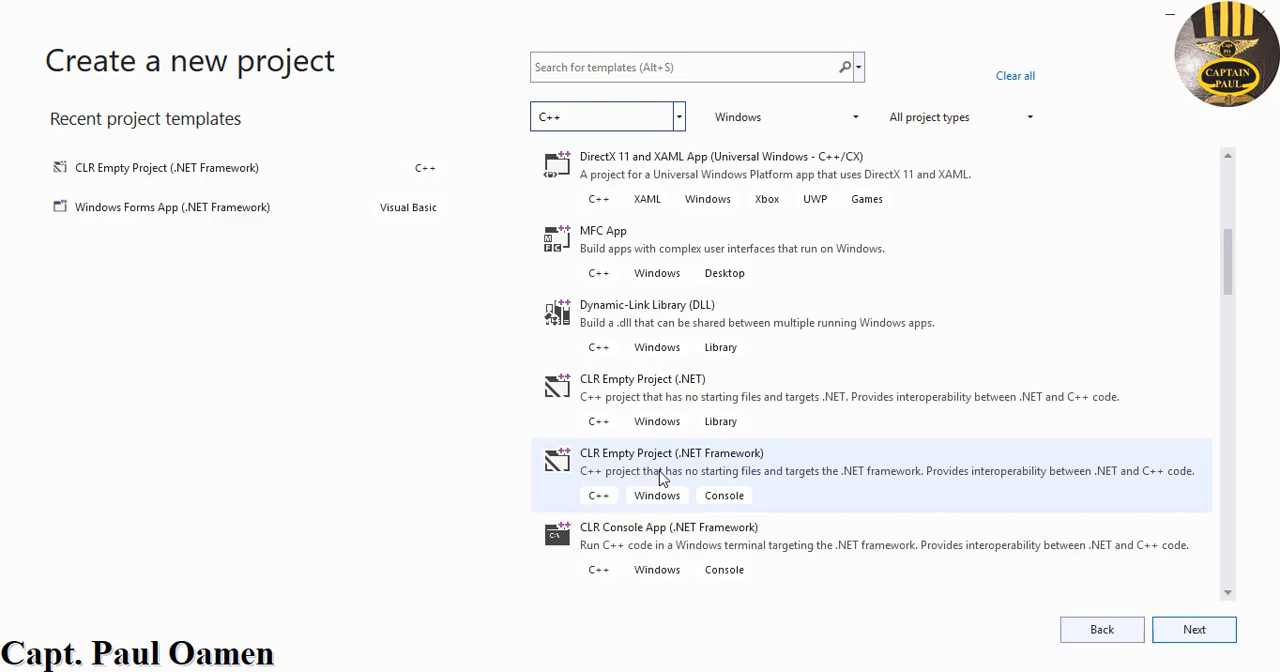 Create a new project
Search for templates (Alt+S)
Clear all
C++
Windows
All project types
Recent project templates
CLR Empty Project (.NET Framework)
C++
Windows Forms App (.NET Framework)
Visual Basic
DirectX 11 and XAML App (Universal Windows - C++/CX)
A project for a Universal Windows Platform app that uses DirectX 11 and XAML.
C++ XAML Windows Xbox UWP Games
MFC App
Build apps with complex user interfaces that run on Windows.
C++ Windows Desktop
Dynamic-Link Library (DLL)
Build a .dll that can be shared between multiple running Windows apps.
C++ Windows Library
CLR Empty Project (.NET)
C++ project that has no starting files and targets .NET. Provides interoperability between .NET and C++ code.
C++ Windows Library
CLR Empty Project (.NET Framework)
C++ project that has no starting files and targets the .NET framework. Provides interoperability between .NET and C++ code.
C++ Windows Console
CLR Console App (.NET Framework)
Run C++ code in a Windows terminal targeting the .NET framework. Provides interoperability between .NET and C++ code.
C++ Windows Console
Back
Next
CAPTAIN
PAUL
Capt. Paul Oamen